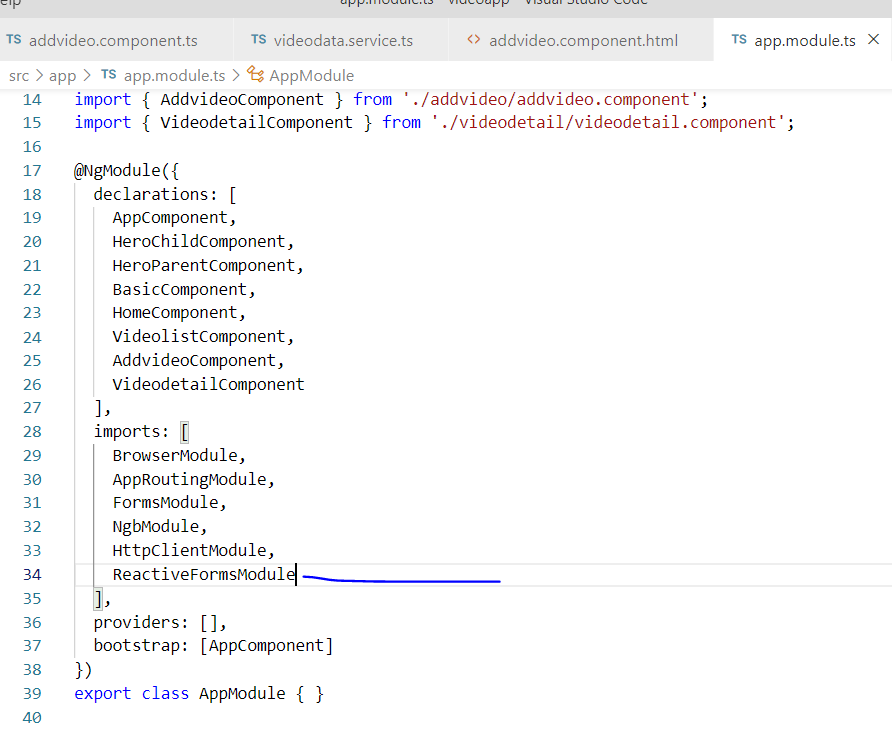 elp app.module.ts - videoapp - Visual Studio Code
TS addvideo.component.ts TS videodata.service.ts <> addvideo.component.html TS app.module.ts ×
src > app > TS app.module.ts > AppModule
14 import { AddvideoComponent } from './addvideo/addvideo.component';
15 import { VideodetailComponent } from './videodetail/videodetail.component';
16
17 @NgModule({
18 declarations: [
19 AppComponent,
20 HeroChildComponent,
21 HeroParentComponent,
22 BasicComponent,
23 HomeComponent,
24 VideolistComponent,
25 AddvideoComponent,
26 VideodetailComponent
27 ],
28 imports: [
29 BrowserModule,
30 AppRoutingModule,
31 FormsModule,
32 NgbModule,
33 HttpClientModule,
34 ReactiveFormsModule
35 ],
36 providers: [],
37 bootstrap: [AppComponent]
38 })
39 export class AppModule { }
40